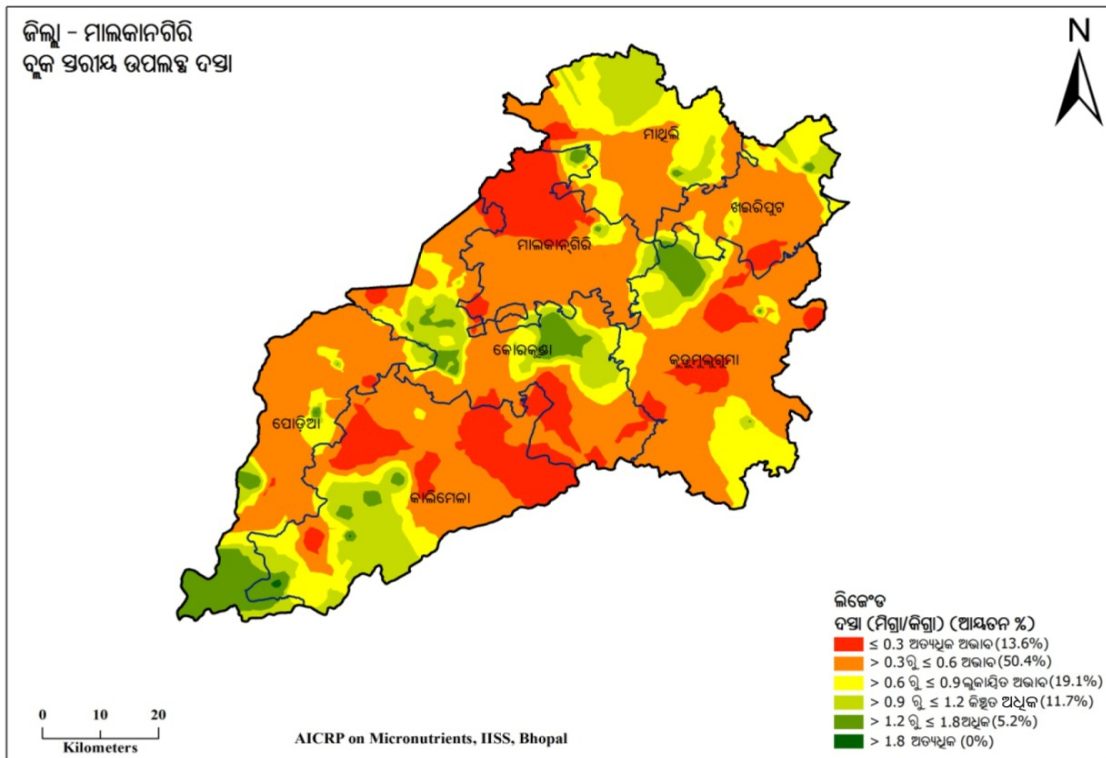 ଜିଲ୍ଲା - ମାଲକାନଗିରି
ବ୍ଲକ ସ୍ତରୀୟ ଉପଲବ୍ଧ ଦସ୍ତା
N
ମାଥିଲି
ଖଇରିପୁଟ
ମାଲକାନ୍‌ଗିରି
କୋରକୁଣ୍ଡା
କୁଡୁମୁଲୁଗୁମା
ପୋଡ଼ିଆ
କାଲିମେଳା
ଲିଜେଂଡ
ଦସ୍ତା (ମିଗ୍ରା/କିଗ୍ରା) (ଆୟତନ %)
≤ 0.3 ଅତ୍ୟଧିକ ଅଭାବ (13.6%)
> 0.3 ରୁ ≤ 0.6 ଅଭାବ (50.4%)
> 0.6 ରୁ ≤ 0.9 ଲୁକାୟିତ ଅଭାବ (19.1%)
> 0.9 ରୁ ≤ 1.2 କିଞ୍ଚିତ ଅଧିକ (11.7%)
> 1.2 ରୁ ≤ 1.8 ଅଧିକ (5.2%)
> 1.8 ଅତ୍ୟଧିକ (0%)
0 10 20
Kilometers
AICRP on Micronutrients, IISS, Bhopal